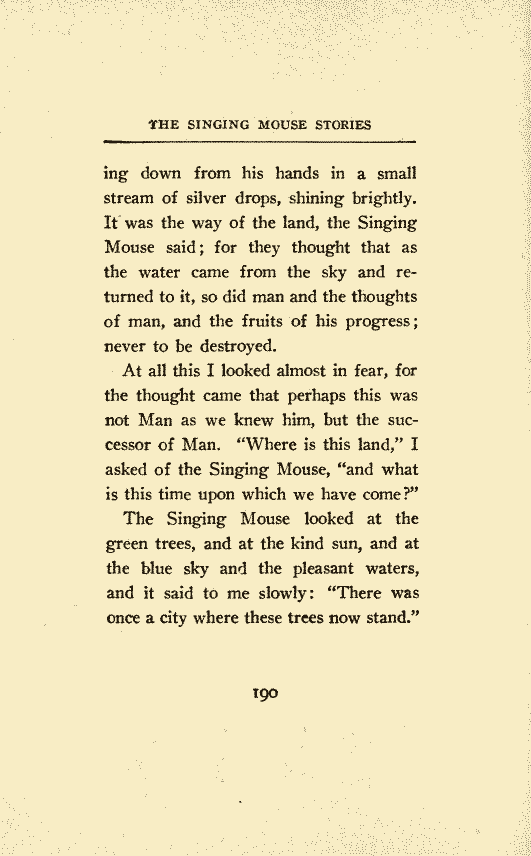 THE SINGING MOUSE STORIES
ing down from his hands in a small
stream of silver drops, shining brightly.
It was the way of the land, the Singing
Mouse said; for they thought that as
the water came from the sky and re-
turned to it, so did man and the thoughts
of man, and the fruits of his progress;
never to be destroyed.
At all this I looked almost in fear, for
the thought came that perhaps this was
not Man as we knew him, but the suc-
cessor of Man. “Where is this land,” I
asked of the Singing Mouse, “and what
is this time upon which we have come?”
The Singing Mouse looked at the
green trees, and at the kind sun, and at
the blue sky and the pleasant waters,
and it said to me slowly: “There was
once a city where these trees now stand.”
190